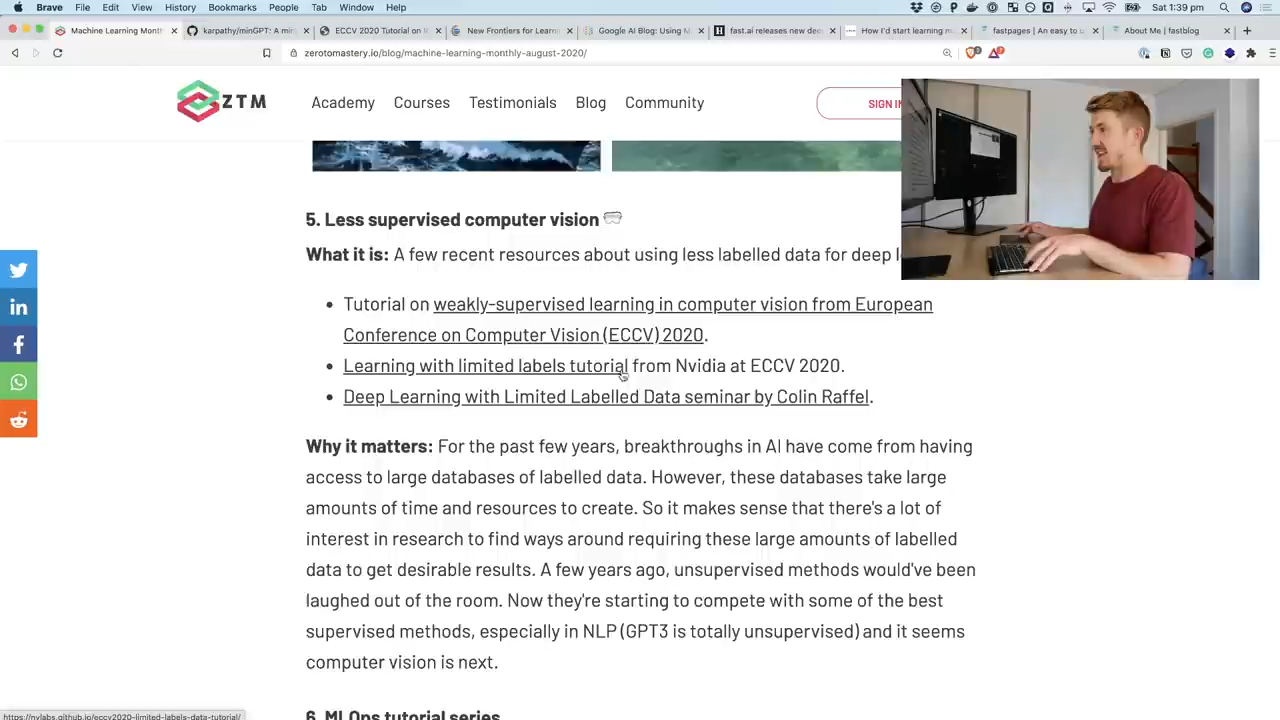 Brave File Edit View History Bookmarks People Tab Window Help
Sat 1:39 pm
Machine Learning Mont
karpathy/minGPT: A mi
ECCV 2020 Tutorial on
New Frontiers for Learn
Google AI Blog: Using M
fast.ai releases new dee
How I'd start learning m
fastpages | An easy to u
About Me | fastblog
zerotomastery.io/blog/machine-learning-monthly-august-2020/
ZTM
Academy Courses Testimonials Blog Community
SIGN IN
5. Less supervised computer vision
What it is: A few recent resources about using less labelled data for deep
Tutorial on weakly-supervised learning in computer vision from European
Conference on Computer Vision (ECCV) 2020.
Learning with limited labels tutorial from Nvidia at ECCV 2020.
Deep Learning with Limited Labelled Data seminar by Colin Raffel.
Why it matters: For the past few years, breakthroughs in AI have come from having
access to large databases of labelled data. However, these databases take large
amounts of time and resources to create. So it makes sense that there's a lot of
interest in research to find ways around requiring these large amounts of labelled
data to get desirable results. A few years ago, unsupervised methods would've been
laughed out of the room. Now they're starting to compete with some of the best
supervised methods, especially in NLP (GPT3 is totally unsupervised) and it seems
computer vision is next.
6. MLOps tutorial series
https://nvlabs.github.io/eccv2020-limited-labels-data-tutorial/